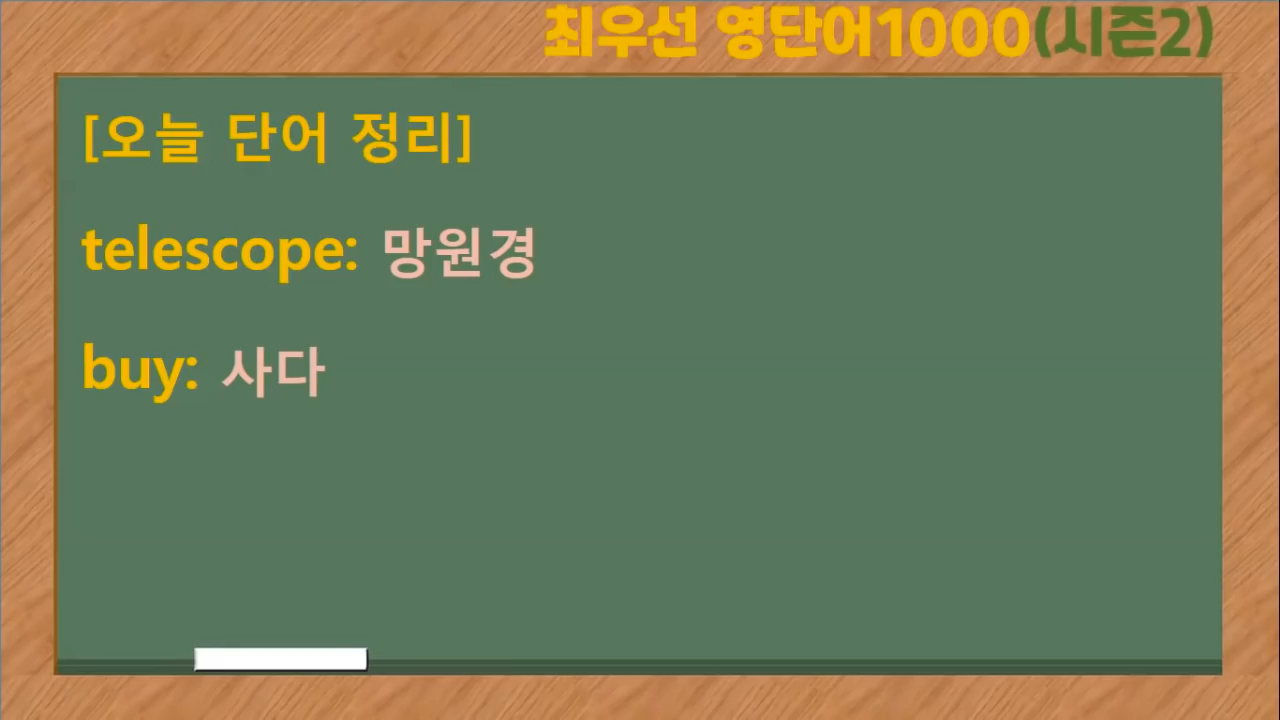 최우선 영단어1000(시즌2)
[오늘 단어 정리]
telescope: 망원경
buy: 사다